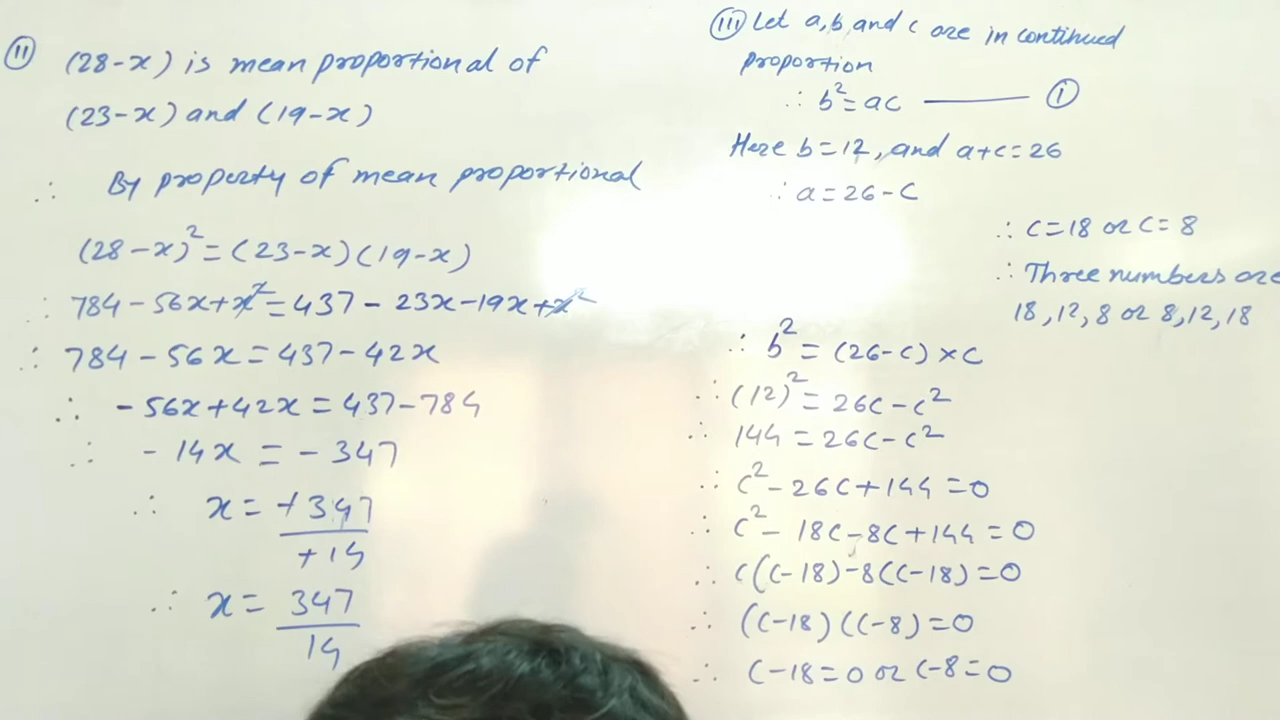 (ii) (28-x) is mean proportional of
(23-x) and (19-x)
∴ By property of mean proportional
(28-x)²=(23-x)(19-x)
∴ 784-56x+x²=437-23x-19x+x²
∴ 784-56x=437-42x
∴ -56x+42x=437-784
∴ -14x=-347
∴ x=+347/+14
∴ x=347/14
(iii) Let a,b and c are in continued
proportion
∴ b²=ac —— (i)
Here b=12, and a+c=26
∴ a=26-c
∴ b²=(26-c)×c
∴ (12)²=26c-c²
∴ 144=26c-c²
∴ c²-26c+144=0
∴ c²-18c-8c+144=0
∴ c(c-18)-8(c-18)=0
∴ (c-18)(c-8)=0
∴ c-18=0 or c-8=0
∴ c=18 or c=8
∴ Three numbers are
18,12,8 or 8,12,18